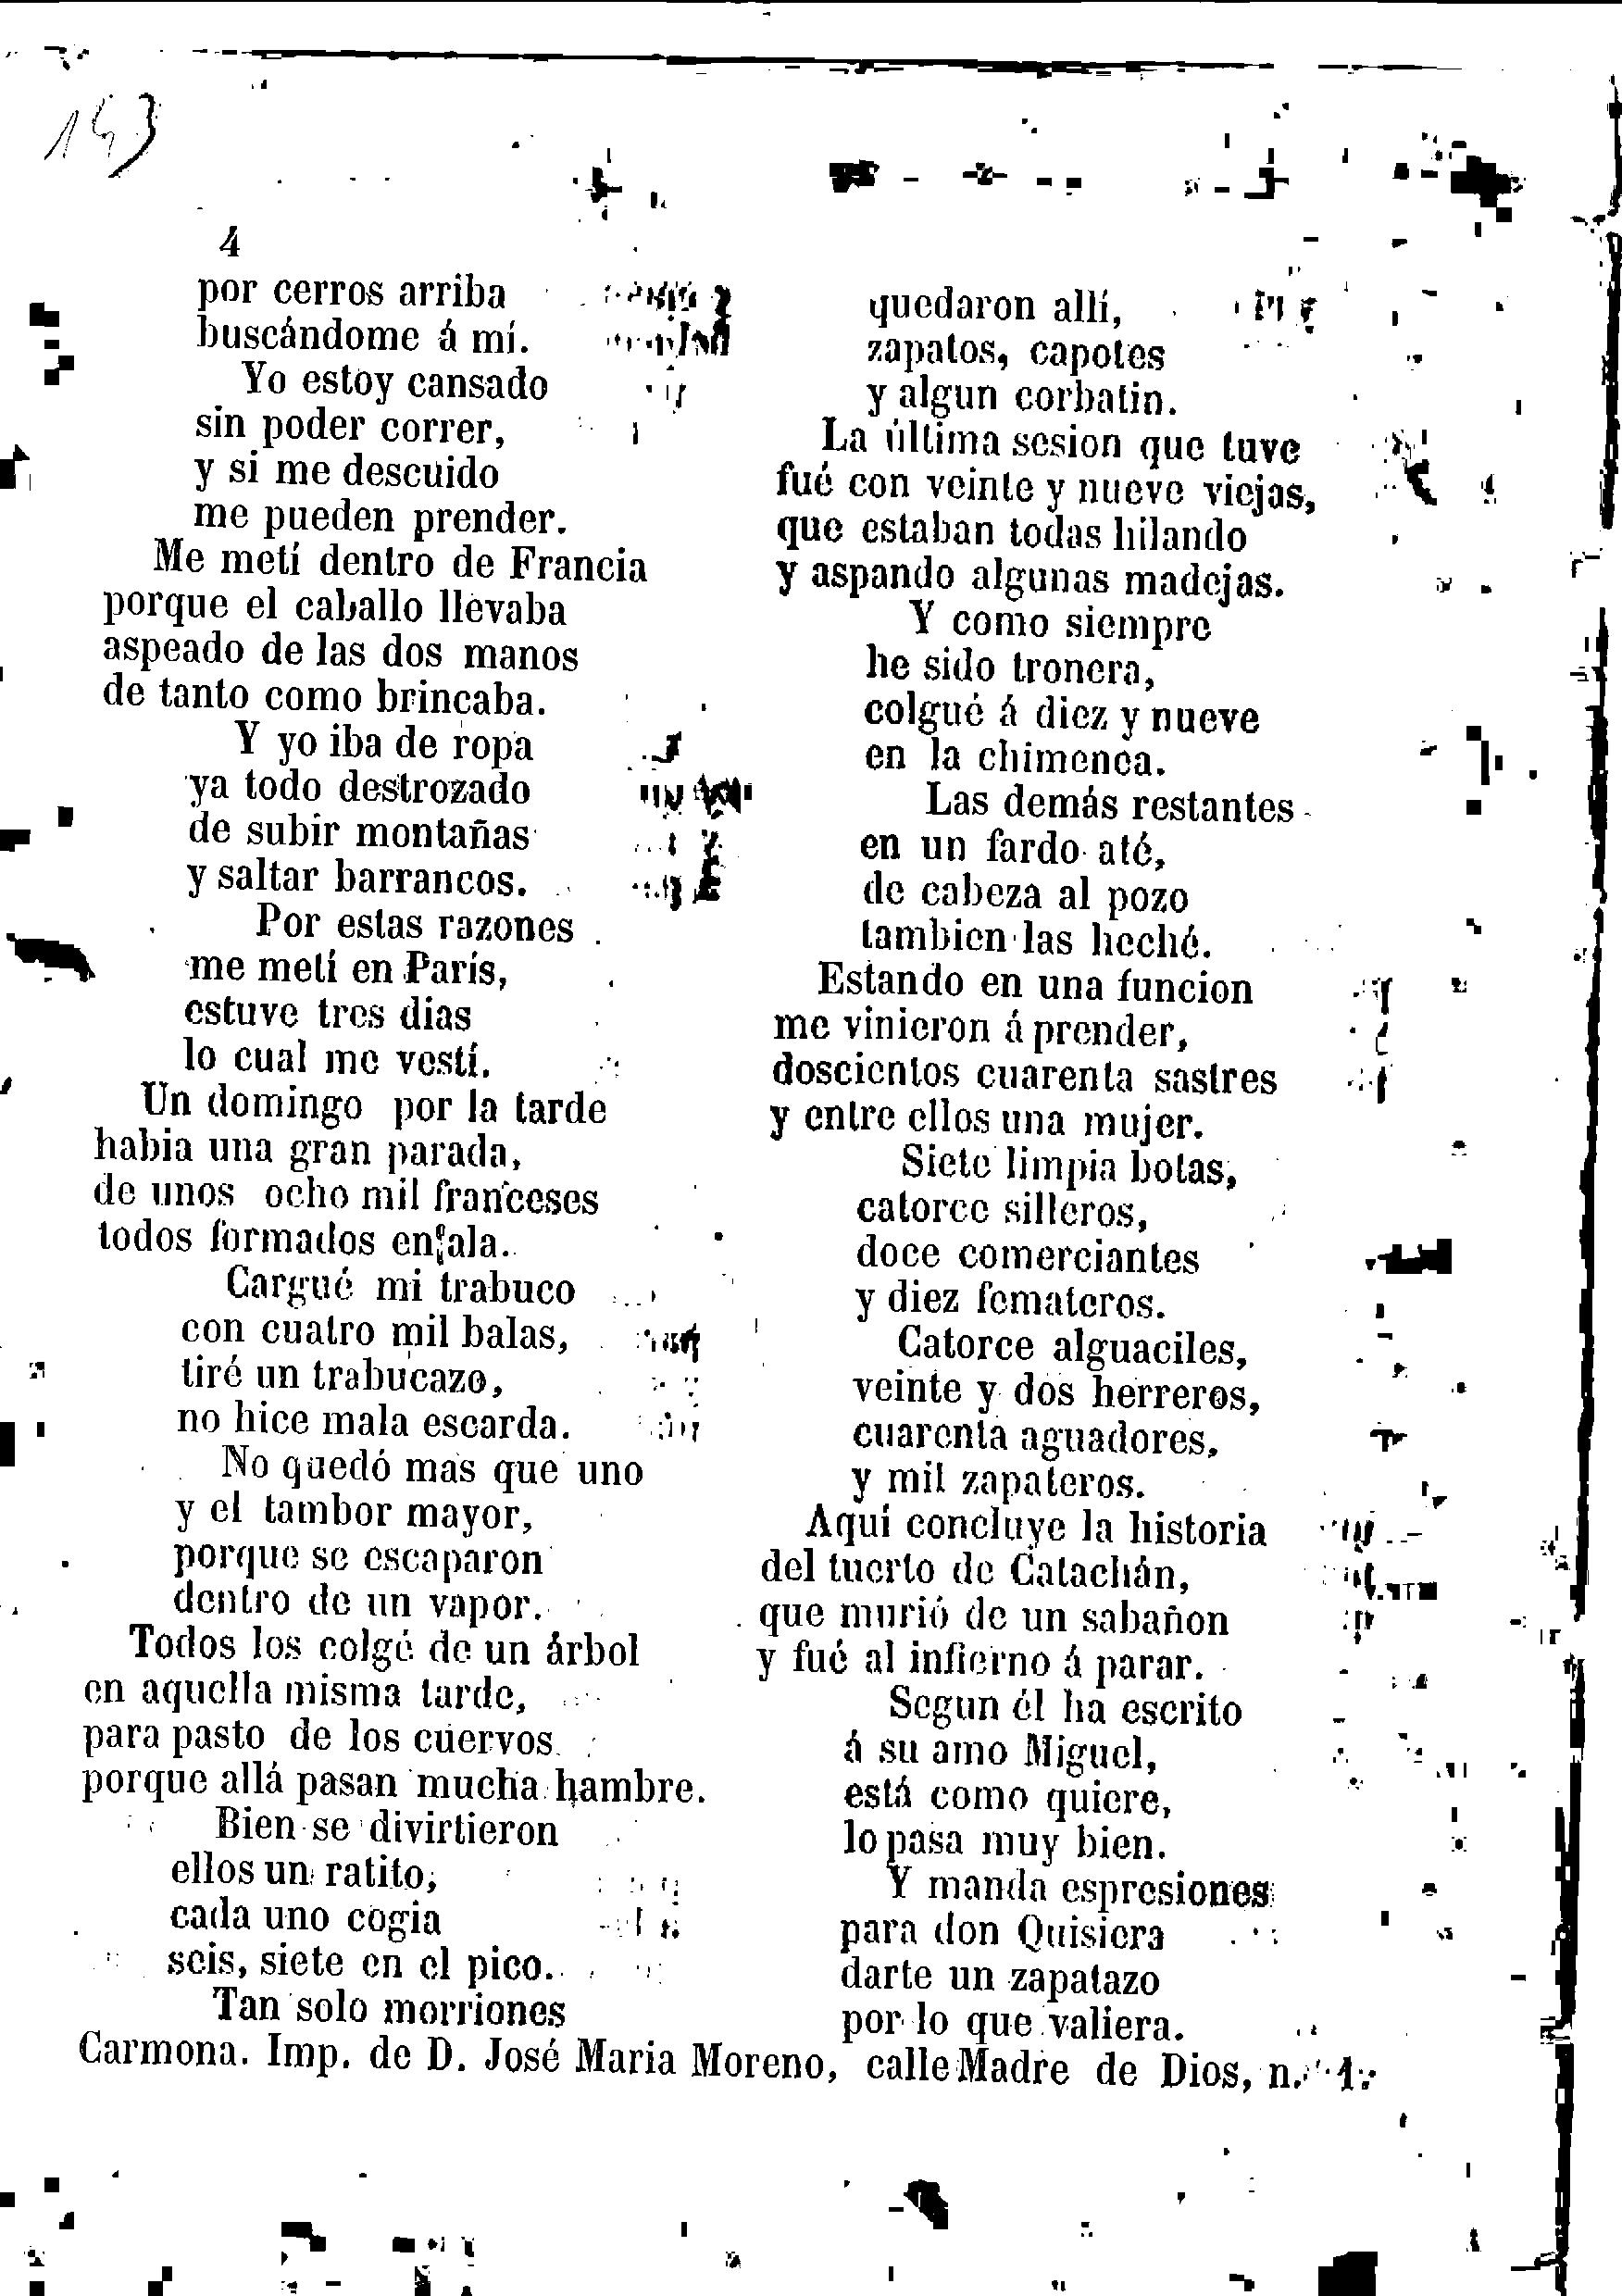 143
4
por cerros arriba
buscándome á mí.
Yo estoy cansado
sin poder correr,
y si me descuido
me pueden prender.
Me metí dentro de Francia
porque el caballo llevaba
aspeado de las dos manos
de tanto como brincaba.
Y yo iba de ropa
ya todo destrozado
de subir montañas
y saltar barrancos.
Por estas razones
me metí en París,
estuve tres dias
lo cual me vestí.
Un domingo por la tarde
habia una gran parada,
de unos ocho mil franceses
todos formados en ala.
Cargué mi trabuco
con cuatro mil balas,
tiré un trabucazo,
no hice mala escarda.
No quedó mas que uno
y el tambor mayor,
porque se escaparon
dentro de un vapor.
Todos los colgé de un árbol
en aquella misma tarde,
para pasto de los cuervos
porque allá pasan mucha hambre.
Bien se divirtieron
ellos un ratito,
cada uno cogia
seis, siete en el pico.
Tan solo morriones
quedaron allí,
zapatos, capotes
y algun corbatin.
La última sesion que tuve
fué con veinte y nueve viejas,
que estaban todas hilando
y aspando algunas madejas.
Y como siempre
he sido tronera,
colgué á diez y nueve
en la chimenea.
Las demás restantes
en un fardo até,
de cabeza al pozo
tambien las heché.
Estando en una funcion
me vinieron á prender,
doscientos cuarenta sastres
y entre ellos una mujer.
Siete limpia botas,
catorce silleros,
doce comerciantes
y diez femateros.
Catorce alguaciles,
veinte y dos herreros,
cuarenta aguadores,
y mil zapateros.
Aquí concluye la historia
del tuerto de Catachán,
que murió de un sabañon
y fué al infierno á parar.
Segun él ha escrito
á su amo Miguel,
está como quiere,
lo pasa muy bien.
Y manda espresiones
para don Quisiera
darte un zapatazo
por lo que valiera.
Carmona. Imp. de D. José Maria Moreno, calle Madre de Dios, n. 1.